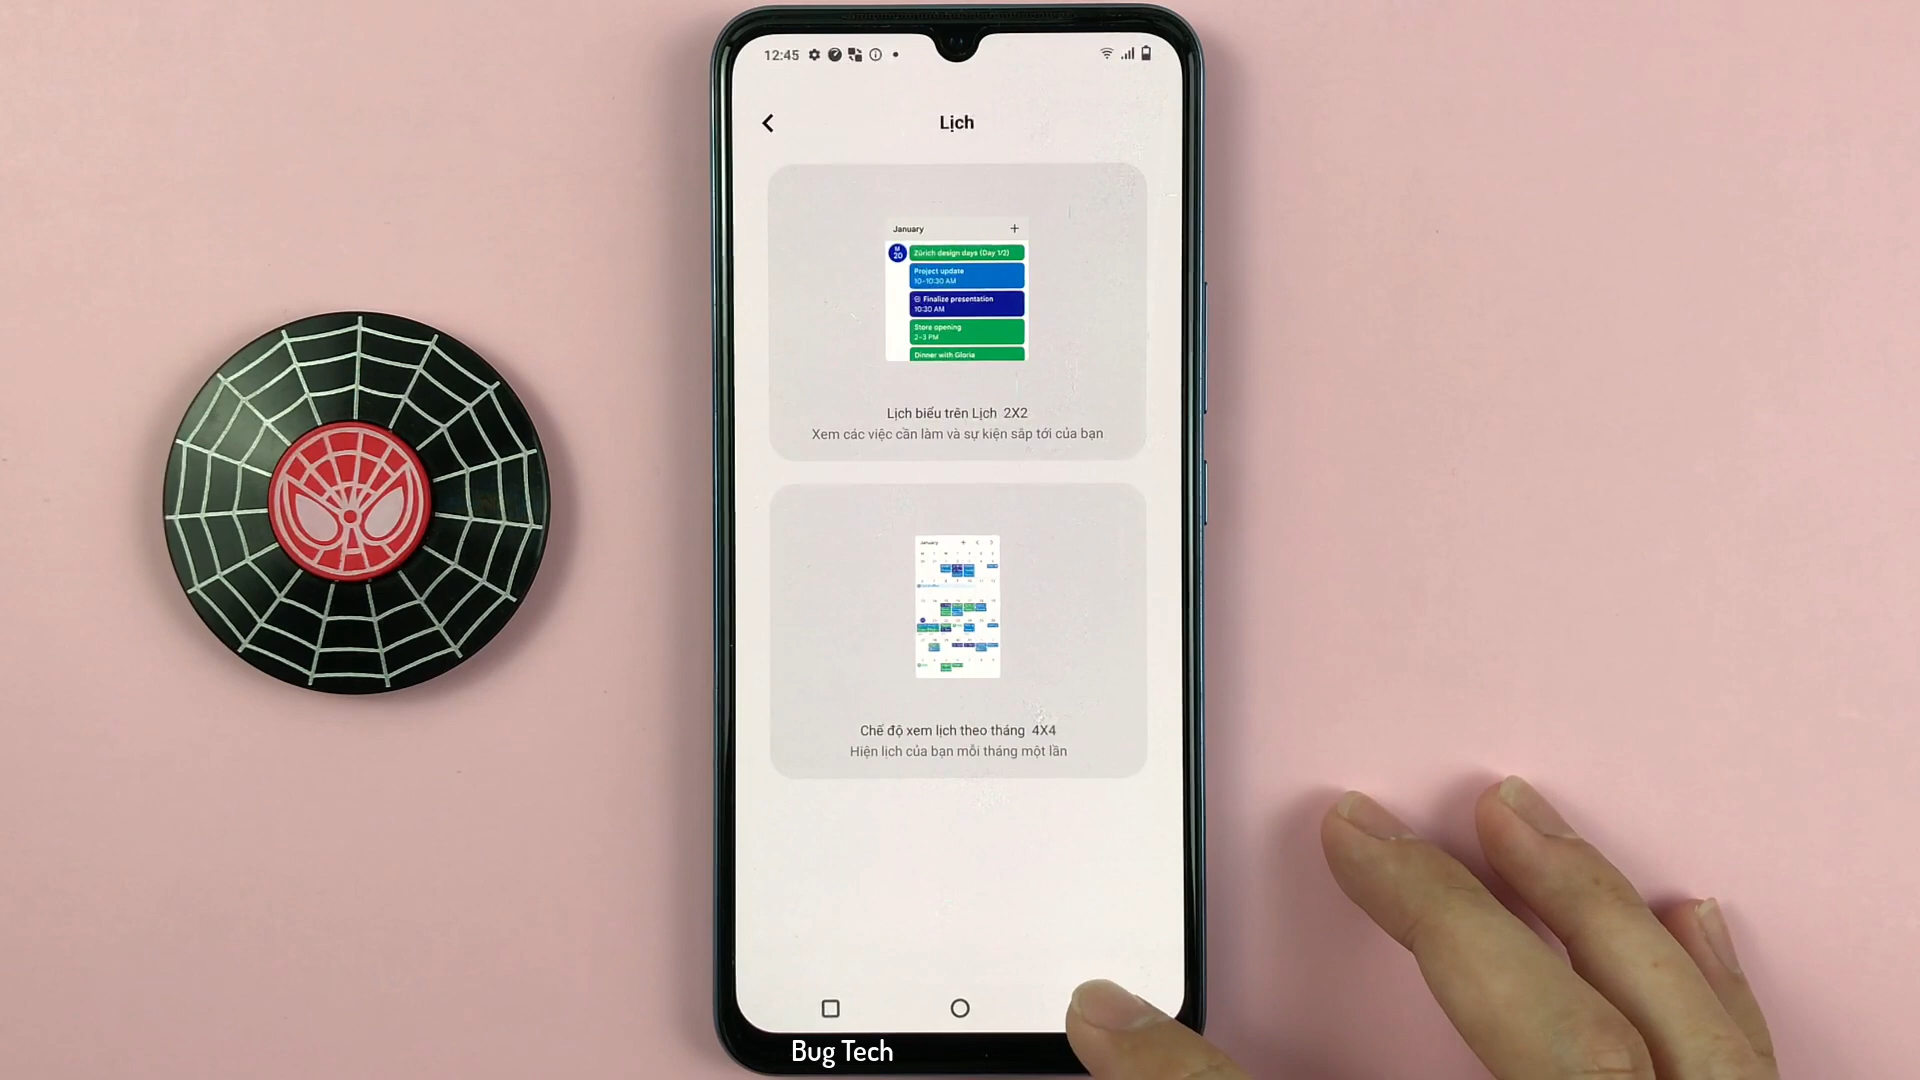 12:45
Lịch
January +
M
20
Zürich design days (Day 1/2)
Project update
10-10:30 AM
Finalize presentation
10:30 AM
Store opening
2-3 PM
Dinner with Gloria
Lịch biểu trên Lịch 2X2
Xem các việc cần làm và sự kiện sắp tới của bạn
January
Chế độ xem lịch theo tháng 4X4
Hiện lịch của bạn mỗi tháng một lần
Bug Tech